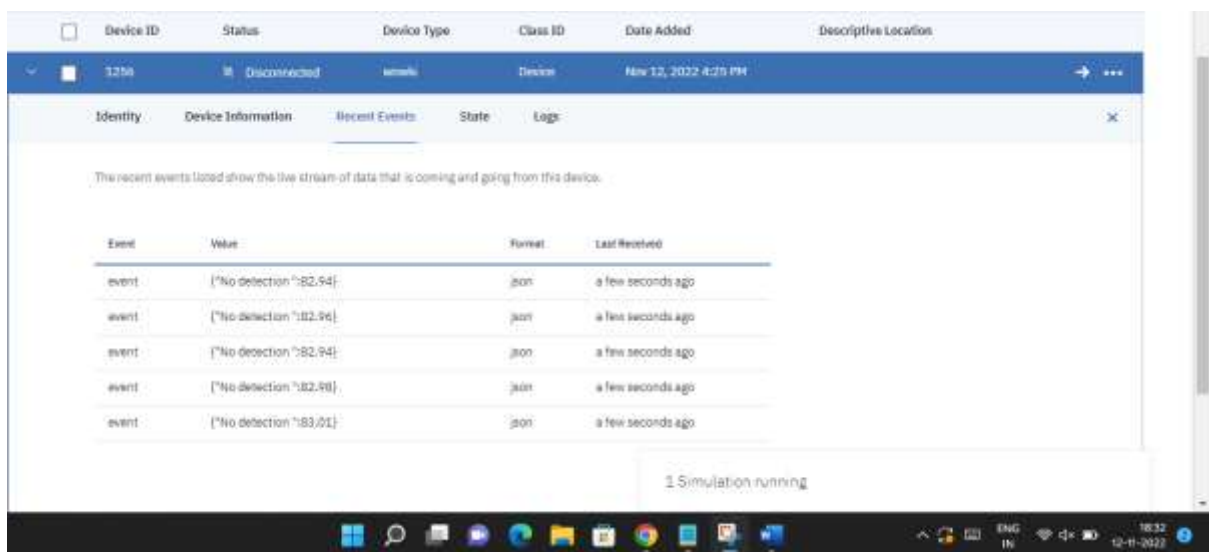 Device ID Status Device Type Class ID Date Added Descriptive Location
Disconnected Device Nov 12, 2022 4:25 PM
Identity Device Information Recent Events State Logs
The recent events listed show the live stream of data that is coming and going from this device.
Event Value Format Last Received
event {"No detection ":82.94} json a few seconds ago
event {"No detection ":82.96} json a few seconds ago
event {"No detection ":82.94} json a few seconds ago
event {"No detection ":82.98} json a few seconds ago
event {"No detection ":83.01} json a few seconds ago
1 Simulation running
ENG
IN
18:32
12-11-2022